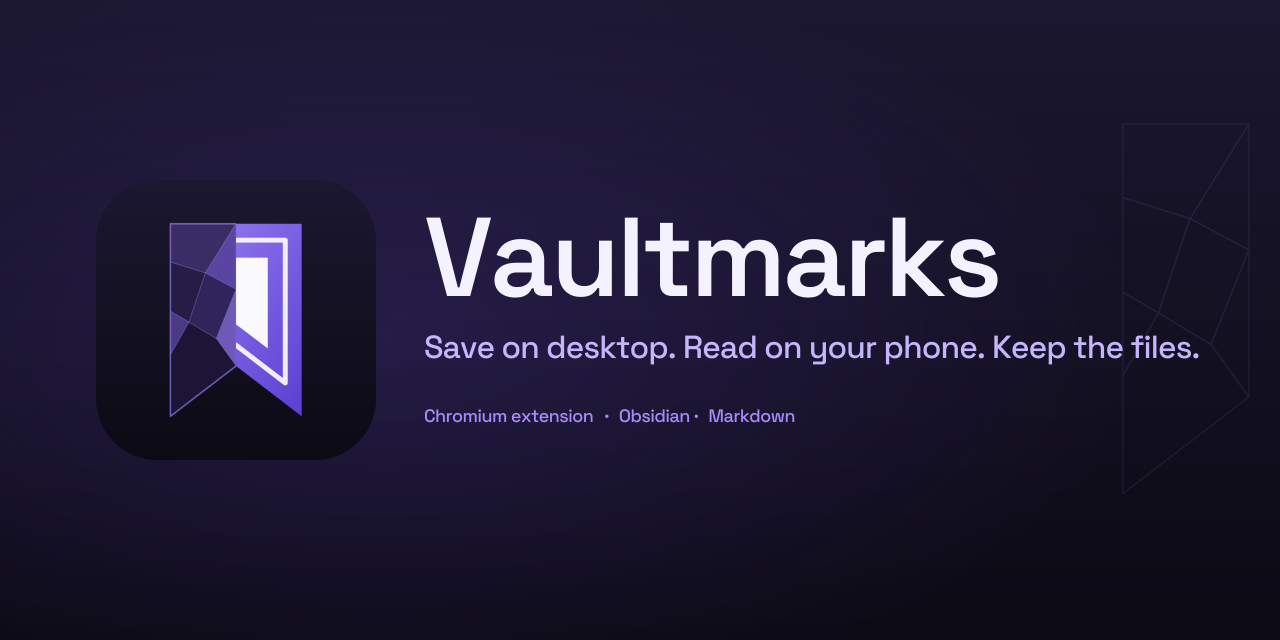 Vaultmarks
Save on desktop. Read on your phone. Keep the files.
Chromium extension · Obsidian · Markdown